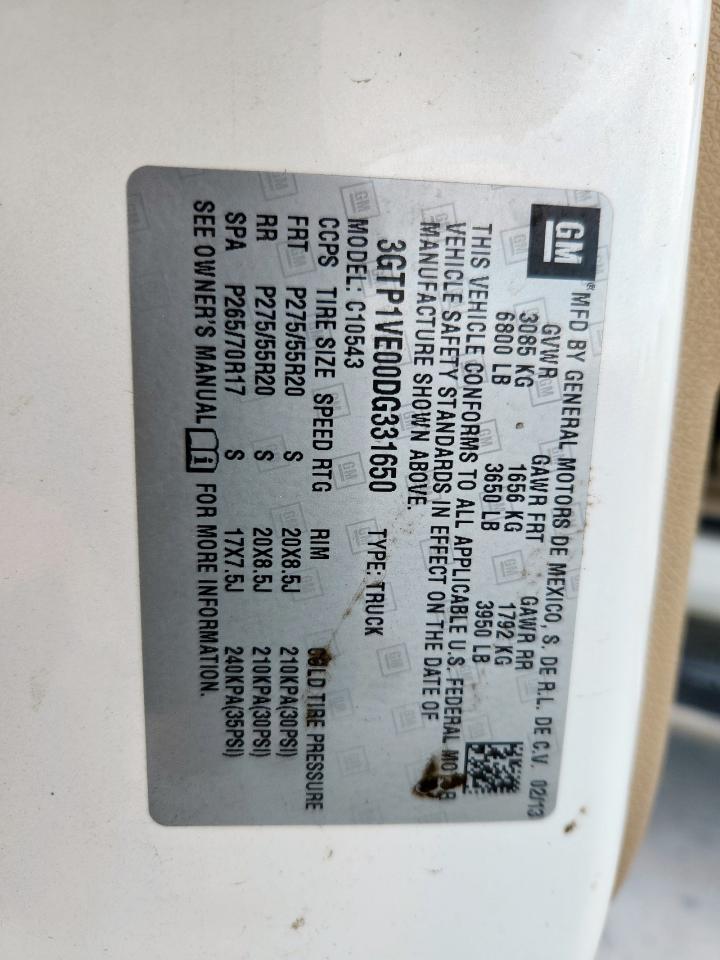 GM® MFD BY GENERAL MOTORS DE MEXICO, S. DE R.L. DE C.V. 02/13
GVWR GAWR FRT GAWR RR
3085 KG 1656 KG 1792 KG
6800 LB 3650 LB 3950 LB
THIS VEHICLE CONFORMS TO ALL APPLICABLE U.S. FEDERAL MOTOR
VEHICLE SAFETY STANDARDS IN EFFECT ON THE DATE OF
MANUFACTURE SHOWN ABOVE.
3GTP1VE00DG331650 TYPE: TRUCK
MODEL: C10543
CCPS TIRE SIZE SPEED RTG RIM COLD TIRE PRESSURE
FRT P275/55R20 S 20X8.5J 210KPA(30PSI)
RR P275/55R20 S 20X8.5J 210KPA(30PSI)
SPA P265/70R17 S 17X7.5J 240KPA(35PSI)
SEE OWNER'S MANUAL i FOR MORE INFORMATION.